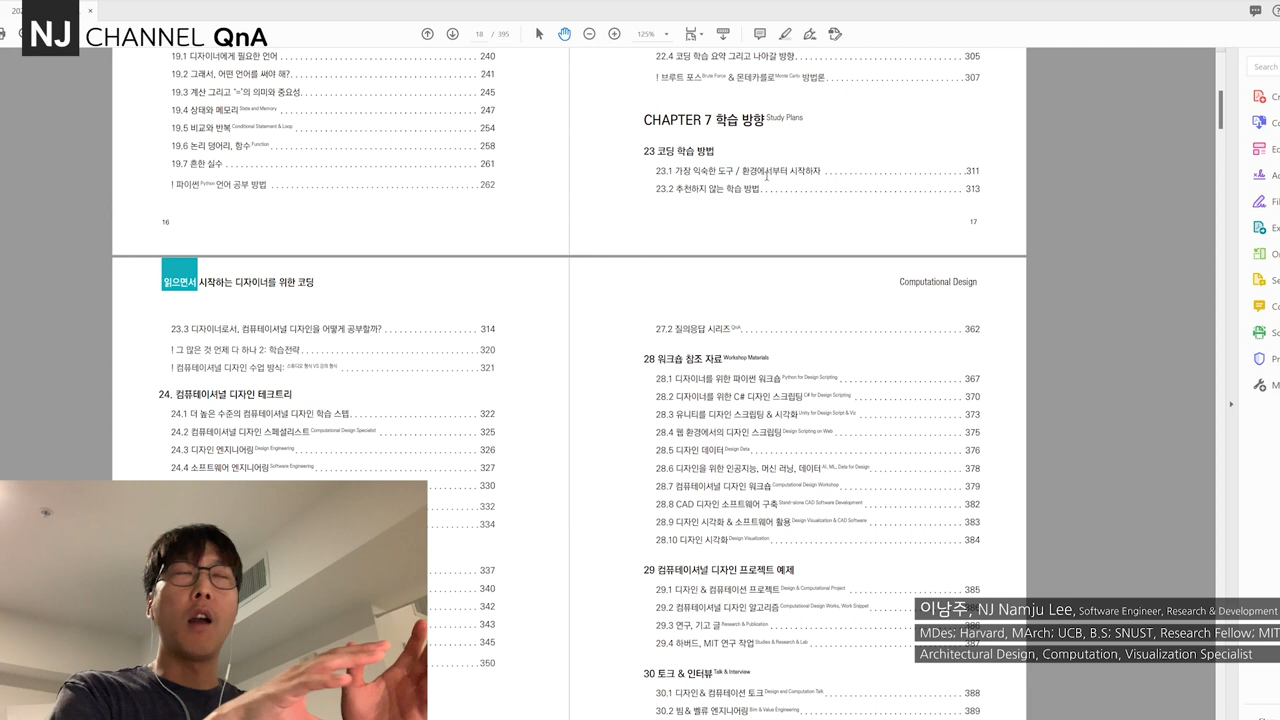 NJ CHANNEL QnA
18 / 395
125%
Search
19.1 디자이너에게 필요한 언어 240
19.2 그래서, 어떤 언어를 써야 해? 241
19.3 계산 그리고 '='의 의미와 중요성 245
19.4 상태와 메모리 State and Memory 247
19.5 비교와 반복 Conditional Statement & Loop 254
19.6 논리 덩어리, 함수 Function 258
19.7 흔한 실수 261
! 파이썬 Python 언어 공부 방법 262
16
22.4 코딩 학습 요약 그리고 나아갈 방향 305
! 브루트 포스 Brute Force & 몬테카를로 Monte Carlo 방법론 307
CHAPTER 7 학습 방향 Study Plans
23 코딩 학습 방법
23.1 가장 익숙한 도구 / 환경에서부터 시작하자 311
23.2 추천하지 않는 학습 방법 313
17
읽으면서 시작하는 디자이너를 위한 코딩
23.3 디자이너로서, 컴퓨테이셔널 디자인을 어떻게 공부할까? 314
! 그 많은 것 언제 다 하나 2: 학습전략 320
! 컴퓨테이셔널 디자인 수업 방식: 스튜디오 형식 VS 강의 형식 321
24. 컴퓨테이셔널 디자인 테크트리
24.1 더 높은 수준의 컴퓨테이셔널 디자인 학습 스텝 322
24.2 컴퓨테이셔널 디자인 스페셜리스트 Computational Design Specialist 325
24.3 디자인 엔지니어링 Design Engineering 326
24.4 소프트웨어 엔지니어링 Software Engineering 327
330
332
334
337
340
342
343
345
350
Computational Design
27.2 질의응답 시리즈 QnA 362
28 워크숍 참조 자료 Workshop Materials
28.1 디자이너를 위한 파이썬 워크숍 Python for Design Scripting 367
28.2 디자이너를 위한 C# 디자인 스크립팅 C# for Design Scripting 370
28.3 유니티를 디자인 스크립팅 & 시각화 Unity for Design Script & Viz 373
28.4 웹 환경에서의 디자인 스크립팅 Design Scripting on Web 375
28.5 디자인 데이터 Design Data 376
28.6 디자인을 위한 인공지능, 머신 러닝, 데이터 AI, ML, Data for Design 378
28.7 컴퓨테이셔널 디자인 워크숍 Computational Design Workshop 379
28.8 CAD 디자인 소프트웨어 구축 Stand-alone CAD Software Development 382
28.9 디자인 시각화 & 소프트웨어 활용 Design Visualization & CAD Software 383
28.10 디자인 시각화 Design Visualization 384
29 컴퓨테이셔널 디자인 프로젝트 예제
29.1 디자인 & 컴퓨테이션 프로젝트 Design & Computational Project 385
29.2 컴퓨테이셔널 디자인 알고리즘 Computational Design Works, Work Snippet
29.3 연구, 기고 글 Research & Publication
29.4 하버드, MIT 연구 작업 Studies & Research & Lab
30 토크 & 인터뷰 Talk & Interview
30.1 디자인 & 컴퓨테이션 토크 Design and Computation Talk 388
30.2 빔 & 벨류 엔지니어링 Bim & Value Engineering 389
이남주, NJ Namju Lee, Software Engineer, Research & Development
MDes; Harvard, MArch; UCB, B.S; SNUST, Research Fellow; MIT
Architectural Design, Computation, Visualization Specialist